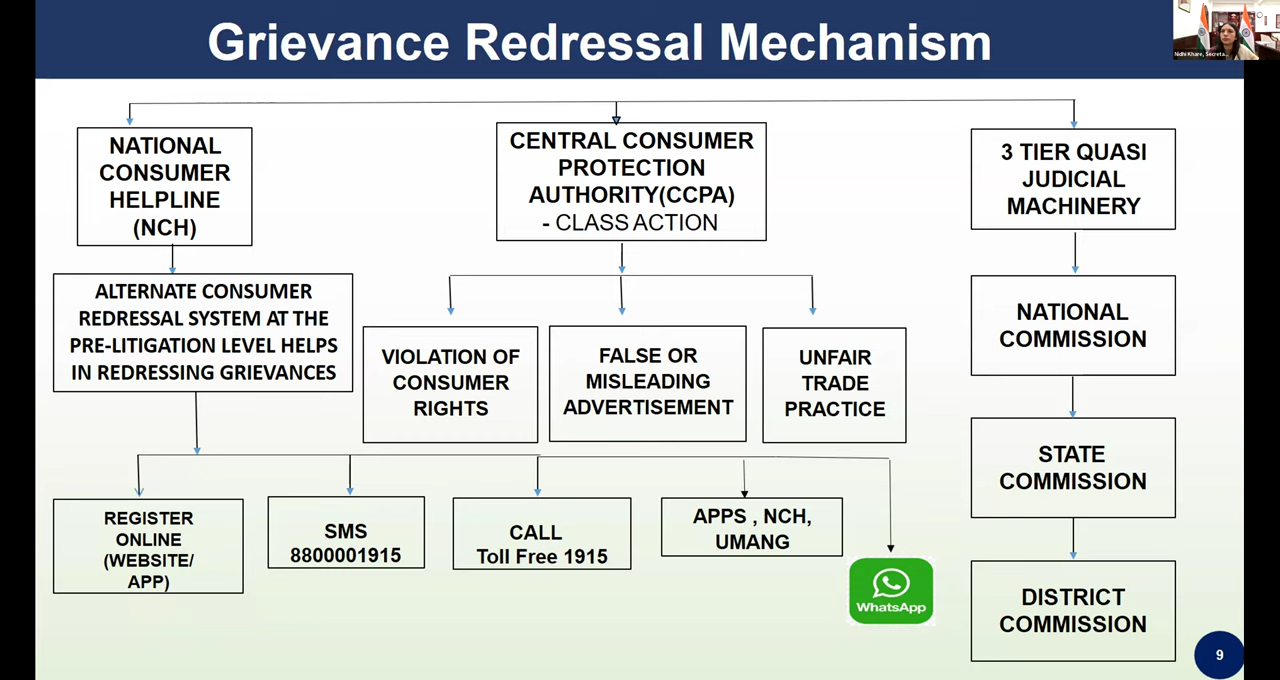 Grievance Redressal Mechanism
Nidhi Khare, Secreta...
NATIONAL
CONSUMER
HELPLINE
(NCH)
CENTRAL CONSUMER
PROTECTION
AUTHORITY(CCPA)
- CLASS ACTION
3 TIER QUASI
JUDICIAL
MACHINERY
ALTERNATE CONSUMER
REDRESSAL SYSTEM AT THE
PRE-LITIGATION LEVEL HELPS
IN REDRESSING GRIEVANCES
VIOLATION OF
CONSUMER
RIGHTS
FALSE OR
MISLEADING
ADVERTISEMENT
UNFAIR
TRADE
PRACTICE
NATIONAL
COMMISSION
STATE
COMMISSION
DISTRICT
COMMISSION
REGISTER
ONLINE
(WEBSITE/
APP)
SMS
8800001915
CALL
Toll Free 1915
APPS , NCH,
UMANG
WhatsApp
9